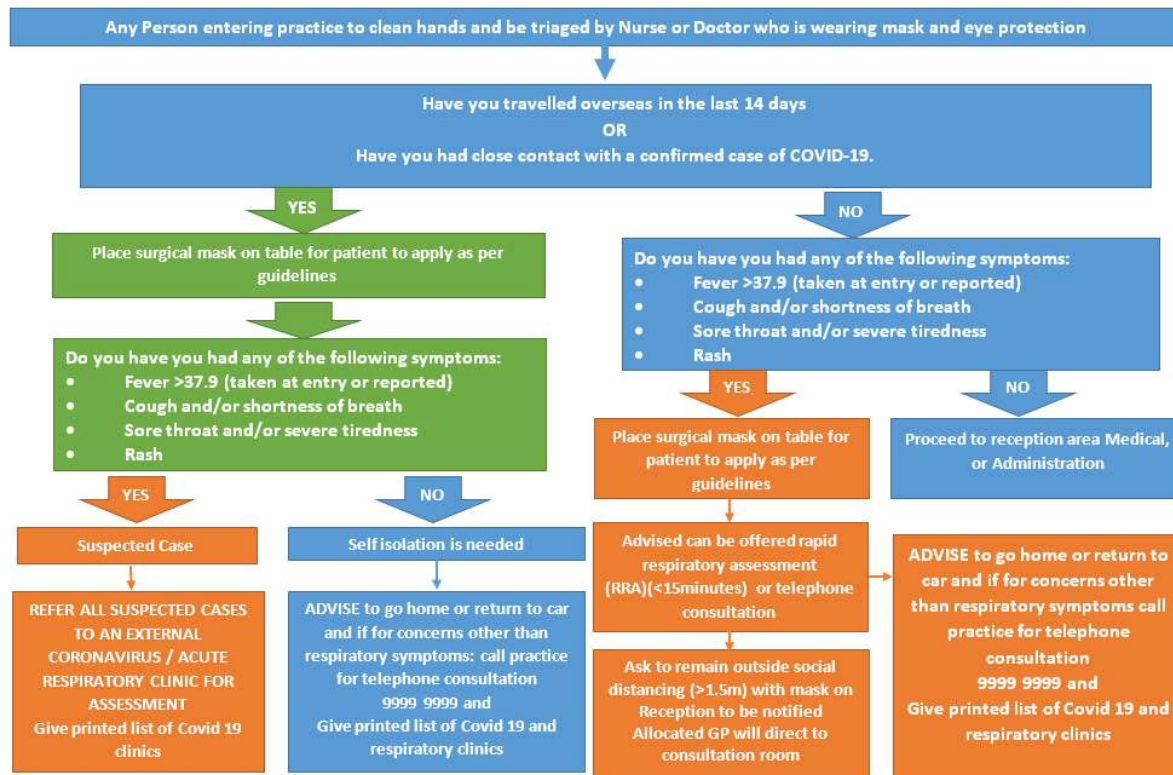 Any Person entering practice to clean hands and be triaged by Nurse or Doctor who is wearing mask and eye protection
Have you travelled overseas in the last 14 days
OR
Have you had close contact with a confirmed case of COVID-19.
YES
Place surgical mask on table for patient to apply as per
guidelines
Do you have you had any of the following symptoms:
• Fever >37.9 (taken at entry or reported)
• Cough and/or shortness of breath
• Sore throat and/or severe tiredness
• Rash
YES
Suspected Case
REFER ALL SUSPECTED CASES
TO AN EXTERNAL
CORONAVIRUS / ACUTE
RESPIRATORY CLINIC FOR
ASSESSMENT
Give printed list of Covid 19
clinics
NO
Self isolation is needed
ADVISE to go home or return to car
and if for concerns other than
respiratory symptoms: call practice
for telephone consultation
9999 9999 and
Give printed list of Covid 19 and
respiratory clinics
NO
Do you have you had any of the following symptoms:
• Fever >37.9 (taken at entry or reported)
• Cough and/or shortness of breath
• Sore throat and/or severe tiredness
• Rash
YES
Place surgical mask on table for
patient to apply as per
guidelines
Advised can be offered rapid
respiratory assessment
(RRA)(<15minutes) or telephone
consultation
Ask to remain outside social
distancing (>1.5m) with mask on
Reception to be notified
Allocated GP will direct to
consultation room
ADVISE to go home or return to
car and if for concerns other
than respiratory symptoms call
practice for telephone
consultation
9999 9999 and
Give printed list of Covid 19 and
respiratory clinics
NO
Proceed to reception area Medical,
or Administration